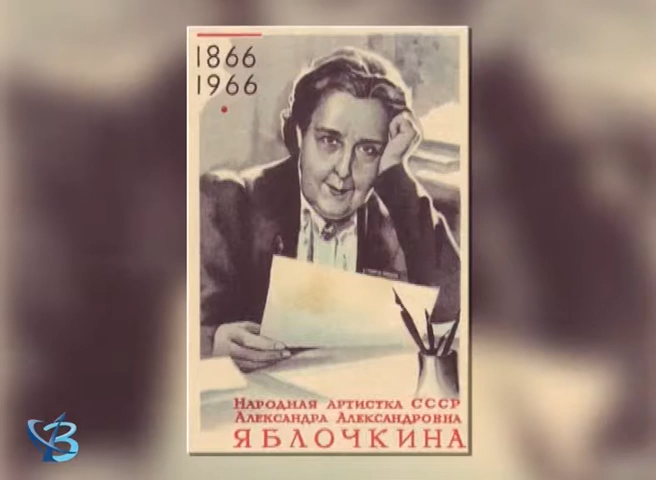 1866
1966
Народная артистка СССР
Александра Александровна
ЯБЛОЧКИНА